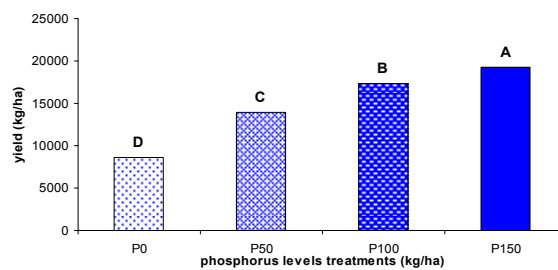 25000
20000
15000
10000
5000
0
yield (kg/ha)
D
C
B
A
P0 P50 P100 P150
phosphorus levels treatments (kg/ha)